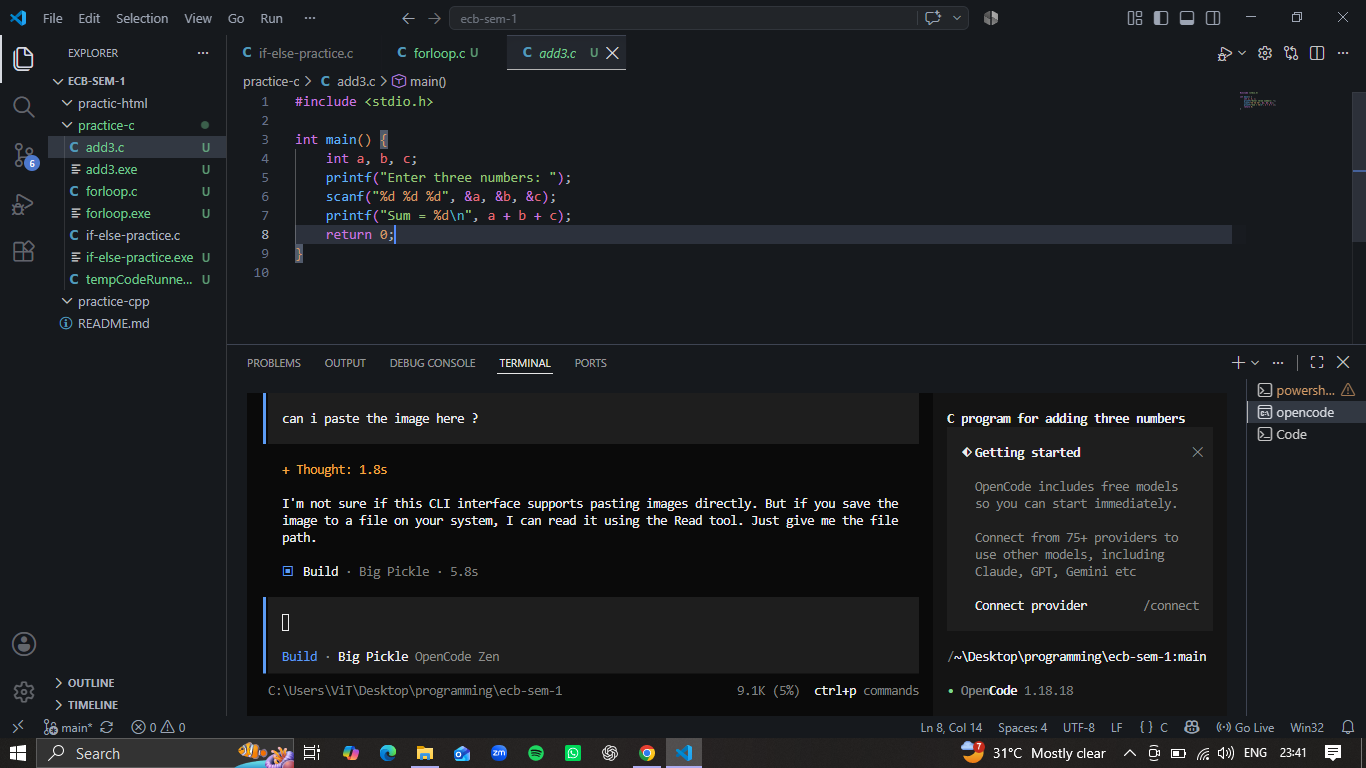 File Edit Selection View Go Run ···
ecb-sem-1
EXPLORER
ECB-SEM-1
practic-html
practice-c
C add3.c U
add3.exe U
C forloop.c U
forloop.exe U
C if-else-practice.c
if-else-practice.exe U
C tempCodeRunne... U
practice-cpp
README.md
6
OUTLINE
TIMELINE
C if-else-practice.c
C forloop.c U
C add3.c U
practice-c > C add3.c > main()
1 #include <stdio.h>
2
3 int main() {
4 int a, b, c;
5 printf("Enter three numbers: ");
6 scanf("%d %d %d", &a, &b, &c);
7 printf("Sum = %d\n", a + b + c);
8 return 0;
9 }
10
PROBLEMS OUTPUT DEBUG CONSOLE TERMINAL PORTS
can i paste the image here ?
+ Thought: 1.8s
I'm not sure if this CLI interface supports pasting images directly. But if you save the
image to a file on your system, I can read it using the Read tool. Just give me the file
path.
Build · Big Pickle · 5.8s
Build · Big Pickle OpenCode Zen
C:\Users\ViT\Desktop\programming\ecb-sem-1 9.1K (5%) ctrl+p commands
C program for adding three numbers
Getting started
OpenCode includes free models
so you can start immediately.
Connect from 75+ providers to
use other models, including
Claude, GPT, Gemini etc
Connect provider /connect
/~\Desktop\programming\ecb-sem-1:main
• OpenCode 1.18.18
powersh...
opencode
Code
main* 0 0
Ln 8, Col 14 Spaces: 4 UTF-8 LF { } C Go Live Win32
Search
zm
7
31°C Mostly clear
ENG 23:41